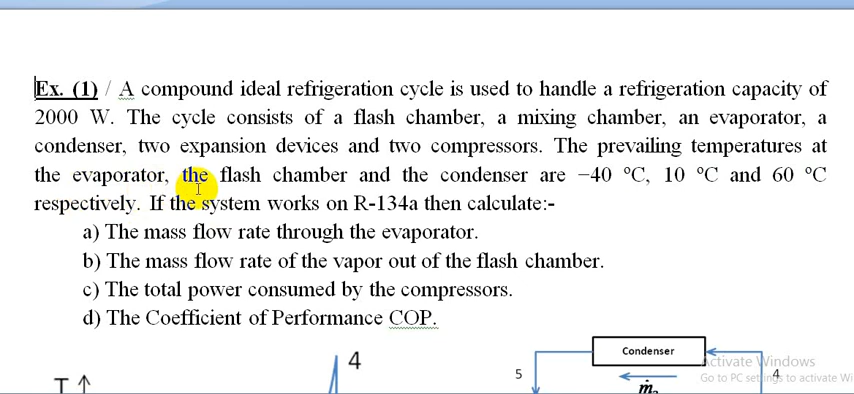 Ex. (1) / A compound ideal refrigeration cycle is used to handle a refrigeration capacity of
2000 W. The cycle consists of a flash chamber, a mixing chamber, an evaporator, a
condenser, two expansion devices and two compressors. The prevailing temperatures at
the evaporator, the flash chamber and the condenser are −40 ºC, 10 ºC and 60 ºC
respectively. If the system works on R-134a then calculate:-
a) The mass flow rate through the evaporator.
b) The mass flow rate of the vapor out of the flash chamber.
c) The total power consumed by the compressors.
d) The Coefficient of Performance COP.
Condenser
4
5
4
Activate Windows
Go to PC settings to activate Wi
T ↑
ṁ